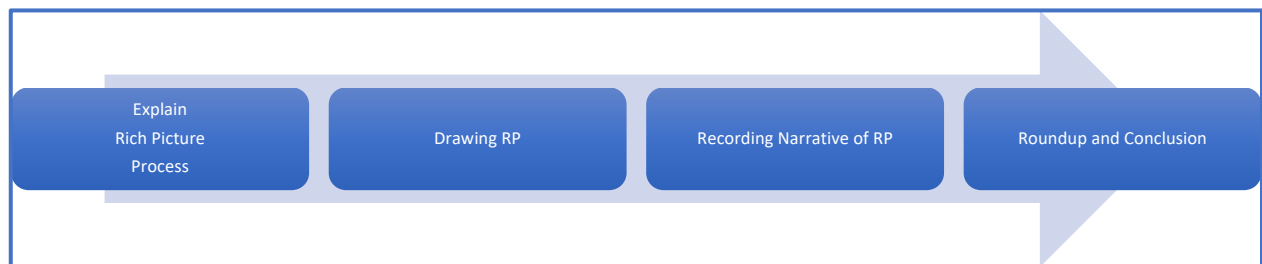 Explain
Rich Picture
Process
Drawing RP
Recording Narrative of RP
Roundup and Conclusion